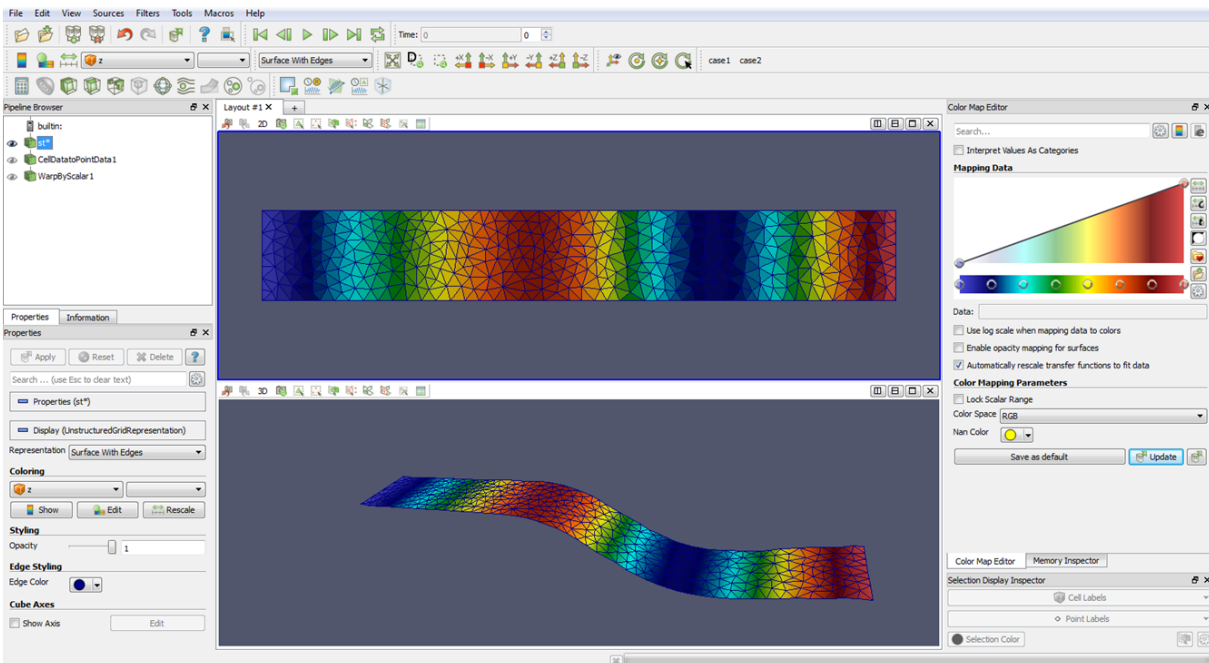 File Edit View Sources Filters Tools Macros Help
Time: 0 0
z Surface With Edges case1 case2
Pipeline Browser
builtin:
st*
CellDatatoPointData1
WarpByScalar1
Properties Information
Properties
Apply Reset Delete ?
Search ... (use Esc to clear text)
Properties (st*)
Display (UnstructuredGridRepresentation)
Representation Surface With Edges
Coloring
z
Show Edit Rescale
Styling
Opacity 1
Edge Styling
Edge Color
Cube Axes
Show Axis Edit
Layout #1 X +
2D
3D
Color Map Editor
Search...
Interpret Values As Categories
Mapping Data
Data:
Use log scale when mapping data to colors
Enable opacity mapping for surfaces
Automatically rescale transfer functions to fit data
Color Mapping Parameters
Lock Scalar Range
Color Space RGB
Nan Color
Save as default Update
Color Map Editor Memory Inspector
Selection Display Inspector
Cell Labels
Point Labels
Selection Color